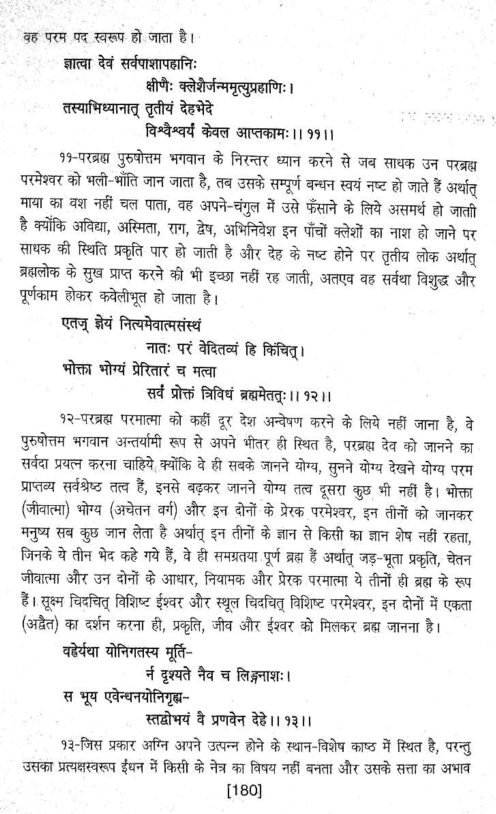 वह परम पद स्वरूप हो जाता है।
ज्ञात्वा देवं सर्वपाशापहानिः
क्षीणैः क्लेशैर्जन्ममृत्युप्रहाणिः।
तस्याभिध्यानात् तृतीयं देहभेदे
विश्वैश्वर्यं केवल आप्तकामः।। ११।।
११-परब्रह्म पुरुषोत्तम भगवान के निरन्तर ध्यान करने से जब साधक उन परब्रह्म
परमेश्वर को भली-भाँति जान जाता है, तब उसके सम्पूर्ण बन्धन स्वयं नष्ट हो जाते हैं अर्थात्
माया का वश नहीं चल पाता, वह अपने-चंगुल में उसे फँसाने के लिये असमर्थ हो जाताी
है क्योंकि अविद्या, अस्मिता, राग, द्वेष, अभिनिवेश इन पाँचों क्लेशों का नाश हो जाने पर
साधक की स्थिति प्रकृति पार हो जाती है और देह के नष्ट होने पर तृतीय लोक अर्थात्
ब्रह्मलोक के सुख प्राप्त करने की भी इच्छा नहीं रह जाती, अतएव वह सर्वथा विशुद्ध और
पूर्णकाम होकर कवेलीभूत हो जाता है।
एतज् ज्ञेयं नित्यमेवात्मसंस्थं
नातः परं वेदितव्यं हि किंचित्।
भोक्ता भोग्यं प्रेरितारं च मत्वा
सर्वं प्रोक्तं त्रिविधं ब्रह्ममेतत्ः।। १२।।
१२-परब्रह्म परमात्मा को कहीं दूर देश अन्वेषण करने के लिये नहीं जाना है, वे
पुरुषोत्तम भगवान अन्तर्यामी रूप से अपने भीतर ही स्थित है, परब्रह्म देव को जानने का
सर्वदा प्रयत्न करना चाहिये क्योंकि वे ही सबके जानने योग्य, सुनने योग्य देखने योग्य परम
प्राप्तव्य सर्वश्रेष्ठ तत्व हैं, इनसे बढ़कर जानने योग्य तत्व दूसरा कुछ भी नहीं है। भोक्ता
(जीवात्मा) भोग्य (अचेतन वर्ग) और इन दोनों के प्रेरक परमेश्वर, इन तीनों को जानकर
मनुष्य सब कुछ जान लेता है अर्थात् इन तीनों के ज्ञान से किसी का ज्ञान शेष नहीं रहता,
जिनके ये तीन भेद कहे गये हैं, वे ही समग्रतया पूर्ण ब्रह्म हैं अर्थात् जड़-भूता प्रकृति, चेतन
जीवात्मा और उन दोनों के आधार, नियामक और प्रेरक परमात्मा ये तीनों ही ब्रह्म के रूप
हैं। सूक्ष्म चिदचित् विशिष्ट ईश्वर और स्थूल चिदचित् विशिष्ट परमेश्वर, इन दोनों में एकता
(अद्वैत) का दर्शन करना ही, प्रकृति, जीव और ईश्वर को मिलकर ब्रह्म जानना है।
वह्नेर्यथा योनिगतस्य मूर्ति-
र्न दृश्यते नैव च लिङ्गनाशः।
स भूय एवेन्धनयोनिगृह्य-
स्तद्वोभयं वै प्रणवेन देहे।। १३।।
१३-जिस प्रकार अग्नि अपने उत्पन्न होने के स्थान-विशेष काष्ठ में स्थित है, परन्तु
उसका प्रत्यक्षस्वरूप ईंधन में किसी के नेत्र का विषय नहीं बनता और उसके सत्ता का अभाव
[180]